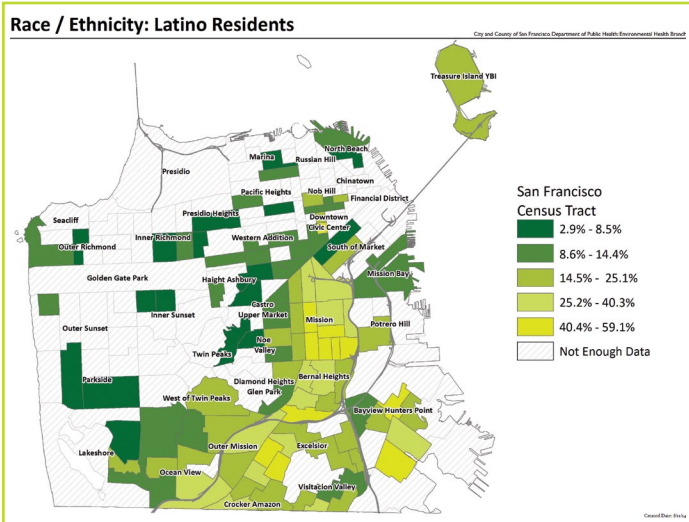 Race / Ethnicity: Latino Residents
City and County of San Francisco Department of Public Health: Environmental Health Branch
Treasure Island YBI
North Beach
Marina
Russian Hill
Presidio
Chinatown
Pacific Heights
Nob Hill
Financial District
Seacliff
Presidio Heights
Downtown
Civic Center
Outer Richmond
Inner Richmond
Western Addition
South of Market
Golden Gate Park
Haight Ashbury
Mission Bay
Castro
Upper Market
Inner Sunset
Mission
Outer Sunset
Potrero Hill
Noe
Valley
Twin Peaks
Parkside
Diamond Heights
Glen Park
Bernal Heights
West of Twin Peaks
Bayview Hunters Point
Lakeshore
Outer Mission
Excelsior
Ocean View
Visitacion Valley
Crocker Amazon
San Francisco
Census Tract
2.9% - 8.5%
8.6% - 14.4%
14.5% - 25.1%
25.2% - 40.3%
40.4% - 59.1%
Not Enough Data